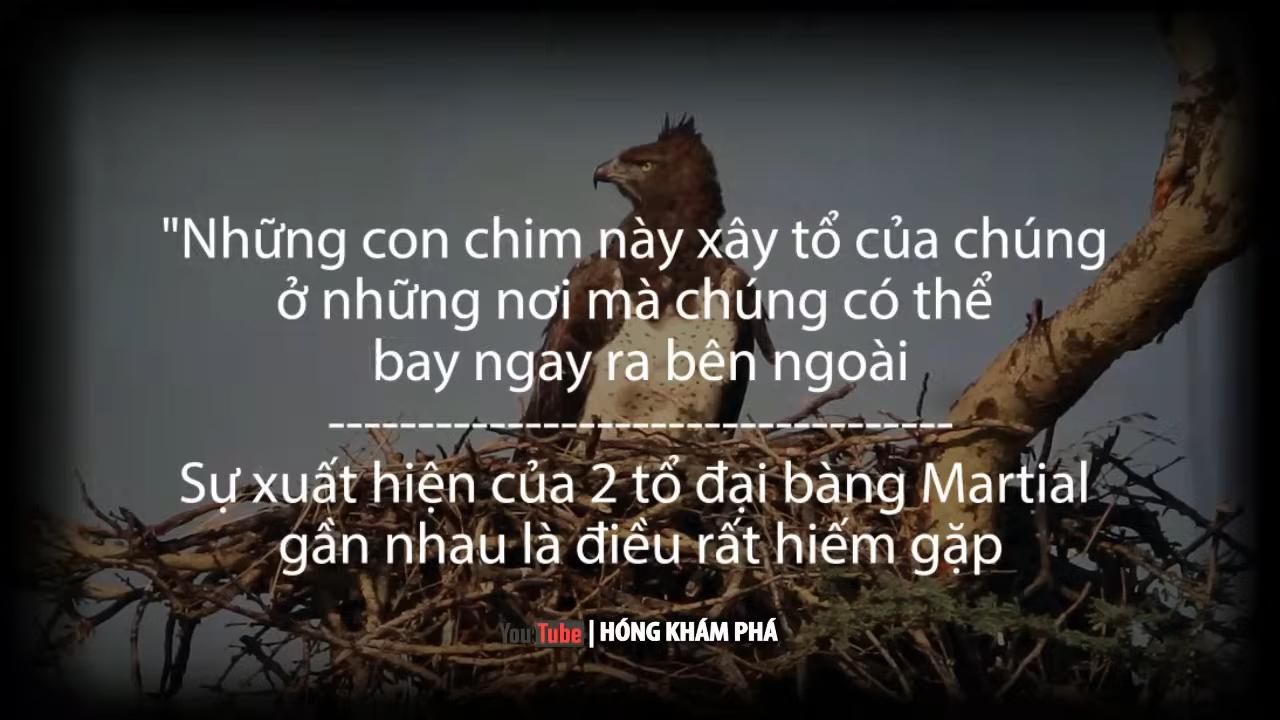 "Những con chim này xây tổ của chúng
ở những nơi mà chúng có thể
bay ngay ra bên ngoài
-----------------------------------
Sự xuất hiện của 2 tổ đại bàng Martial
gần nhau là điều rất hiếm gặp
YouTube | HÓNG KHÁM PHÁ